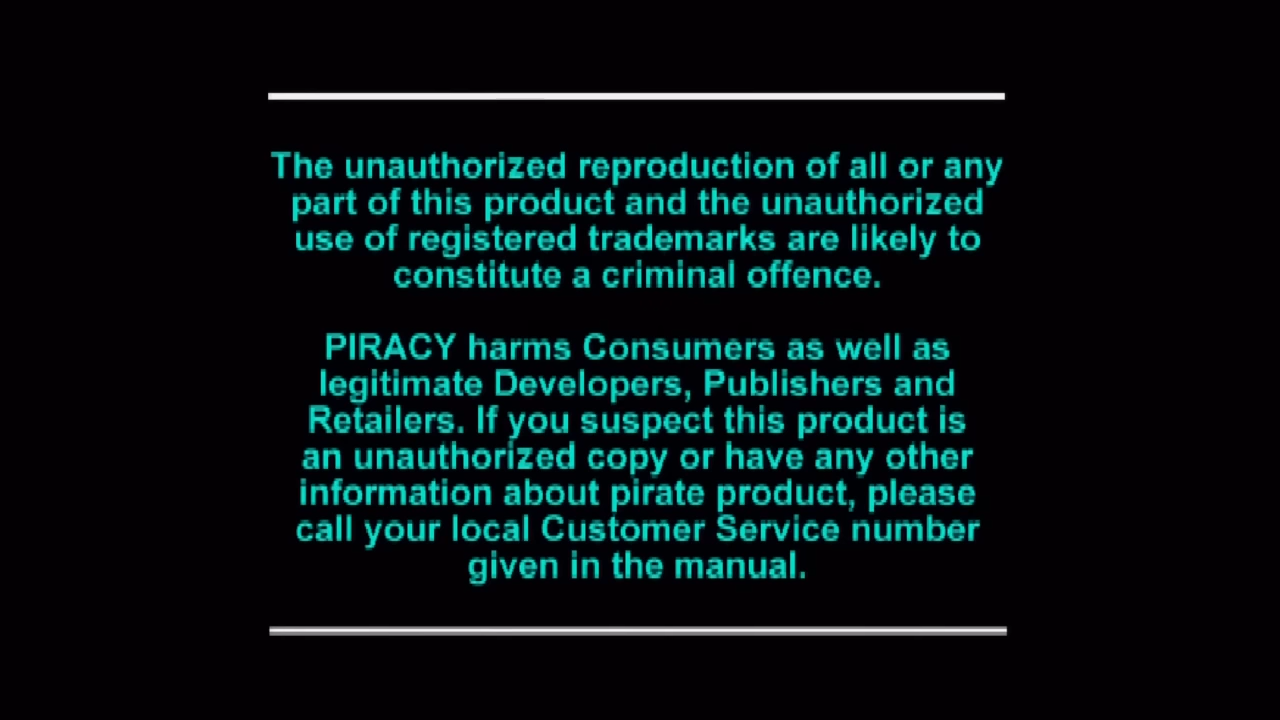 The unauthorized reproduction of all or any
part of this product and the unauthorized
use of registered trademarks are likely to
constitute a criminal offence.
PIRACY harms Consumers as well as
legitimate Developers, Publishers and
Retailers. If you suspect this product is
an unauthorized copy or have any other
information about pirate product, please
call your local Customer Service number
given in the manual.